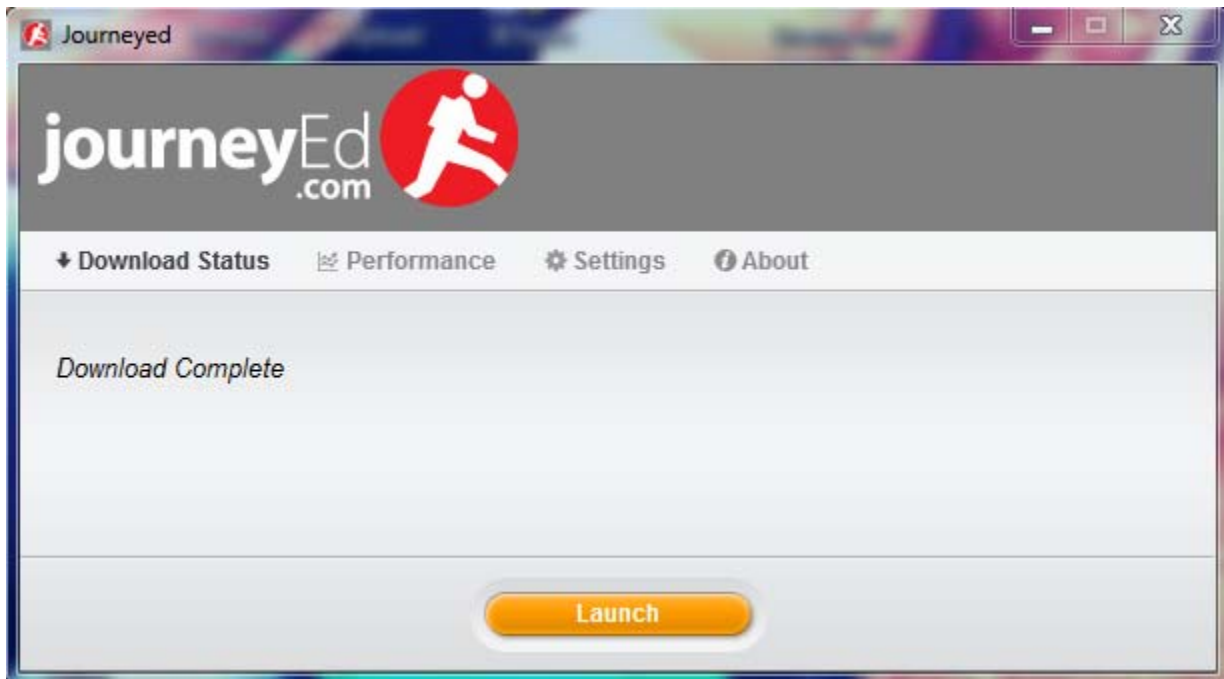 Journeyed
journeyEd
.com
Download Status Performance Settings About
Download Complete
Launch